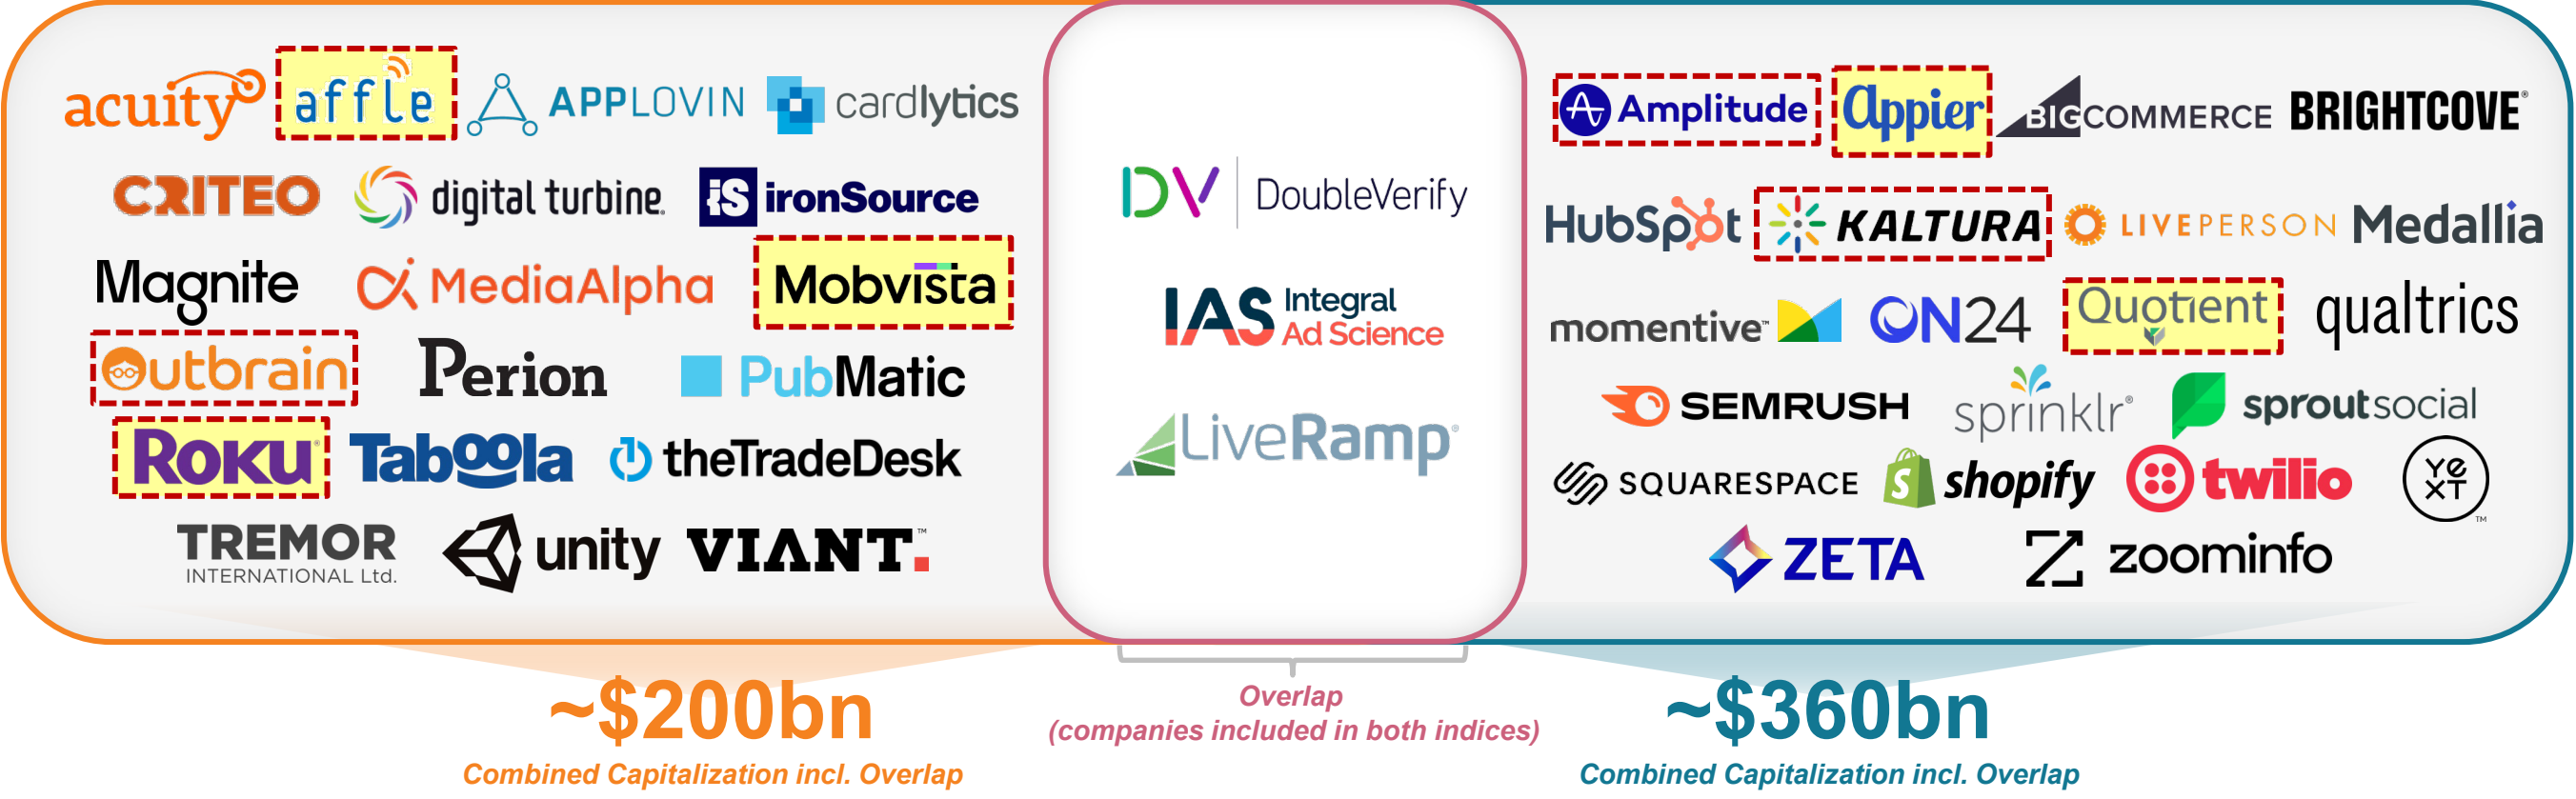 acuity affle APPLOVIN cardlytics
CRITEO digital turbine. iS ironSource
Magnite MediaAlpha Mobvista
Outbrain Perion PubMatic
ROKU® Taboola theTradeDesk
TREMOR
INTERNATIONAL Ltd.
unity VIANT.™
DV DoubleVerify
IAS Integral
Ad Science
LiveRamp®
Amplitude Appier BIGCOMMERCE BRIGHTCOVE®
HubSpot KALTURA LIVEPERSON Medallia
momentive™ ON24 Quotient qualtrics
SEMRUSH sprinklr® sproutsocial
SQUARESPACE shopify twilio YEXT™
ZETA zoominfo
~$200bn
Combined Capitalization incl. Overlap
Overlap
(companies included in both indices)
~$360bn
Combined Capitalization incl. Overlap